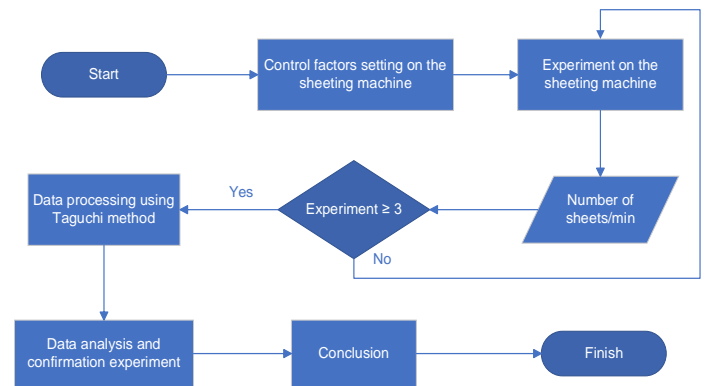 Start
Control factors setting on the
sheeting machine
Experiment on the
sheeting machine
Number of
sheets/min
Experiment ≥ 3
Yes
No
Data processing using
Taguchi method
Data analysis and
confirmation experiment
Conclusion
Finish